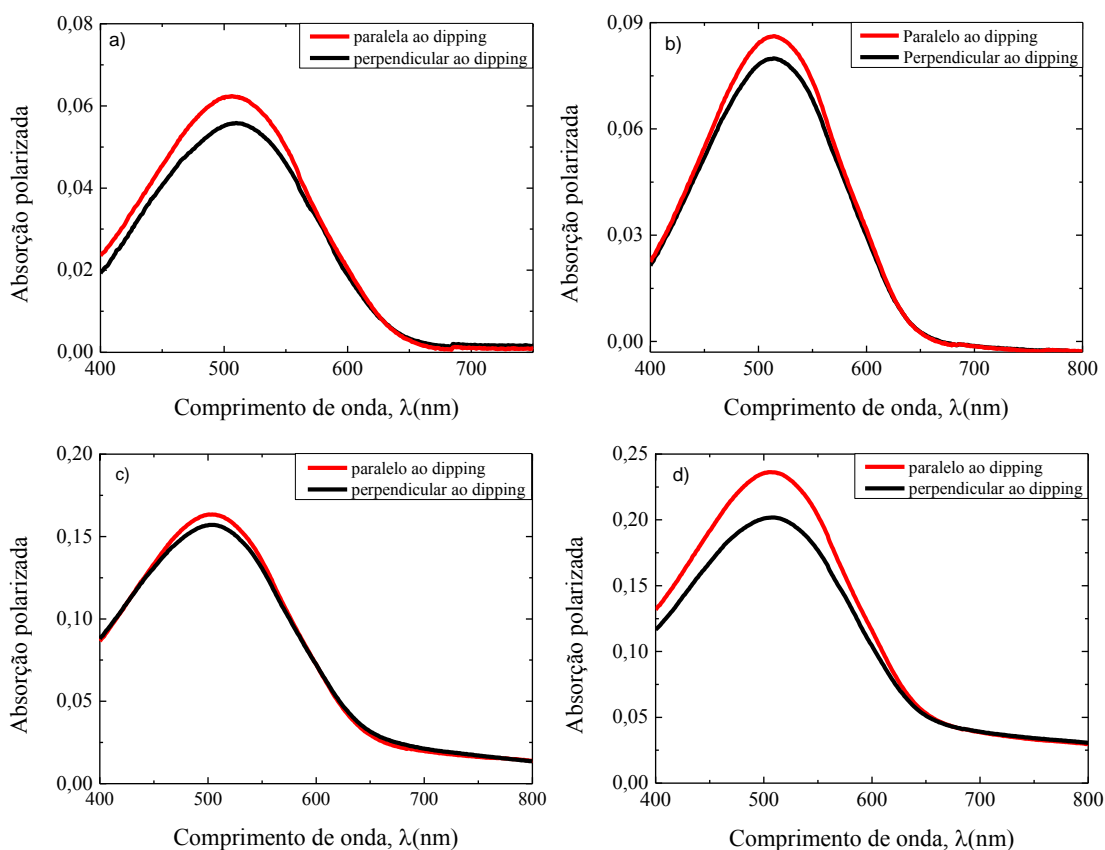 a)
paralela ao dipping
perpendicular ao dipping
0,08
0,06
0,04
0,02
0,00
400
500
600
700
Absorção polarizada
Comprimento de onda, λ(nm)
b)
Paralelo ao dipping
Perpendicular ao dipping
0,09
0,06
0,03
0,00
400
500
600
700
800
Absorção polarizada
Comprimento de onda, λ(nm)
c)
paralelo ao dipping
perpendicular ao dipping
0,20
0,15
0,10
0,05
0,00
400
500
600
700
800
Absorção polarizada
Comprimento de onda, λ(nm)
d)
paralelo ao dipping
perpendicular ao dipping
0,25
0,20
0,15
0,10
0,05
0,00
400
500
600
700
800
Absorção polarizada
Comprimento de onda, λ(nm)